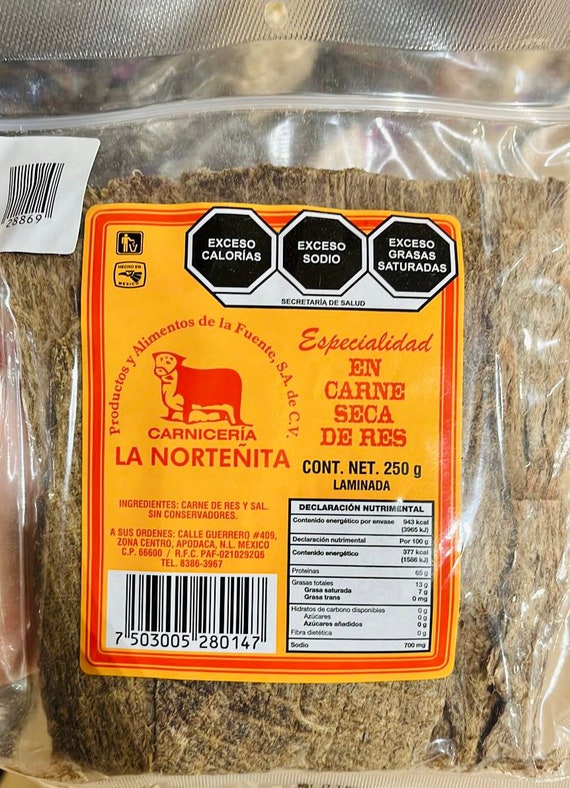 28869
EXCESO
CALORÍAS
EXCESO
SODIO
EXCESO
GRASAS
SATURADAS
SECRETARÍA DE SALUD
HECHO EN
MEXICO
Productos y Alimentos de la Fuente, S.A. de C.V.
CARNICERÍA
LA NORTEÑITA
Especialidad
EN
CARNE
SECA
DE RES
CONT. NET. 250 g
LAMINADA
INGREDIENTES: CARNE DE RES Y SAL.
SIN CONSERVADORES.
A SUS ORDENES: CALLE GUERRERO #409,
ZONA CENTRO, APODACA, N.L. MEXICO
C.P. 66600 / R.F.C. PAF-0210292Q6
TEL. 8386-3967
7 503005 280147
DECLARACIÓN NUTRIMENTAL
Contenido energético por envase 943 kcal
(3965 kJ)
Declaración nutrimental Por 100 g
Contenido energético 377 kcal
(1586 kJ)
Proteínas 65 g
Grasas totales 13 g
Grasa saturada 7 g
Grasa trans 0 mg
Hidratos de carbono disponibles 0 g
Azúcares 0 g
Azúcares añadidos 0 g
Fibra dietética 0 g
Sodio 700 mg